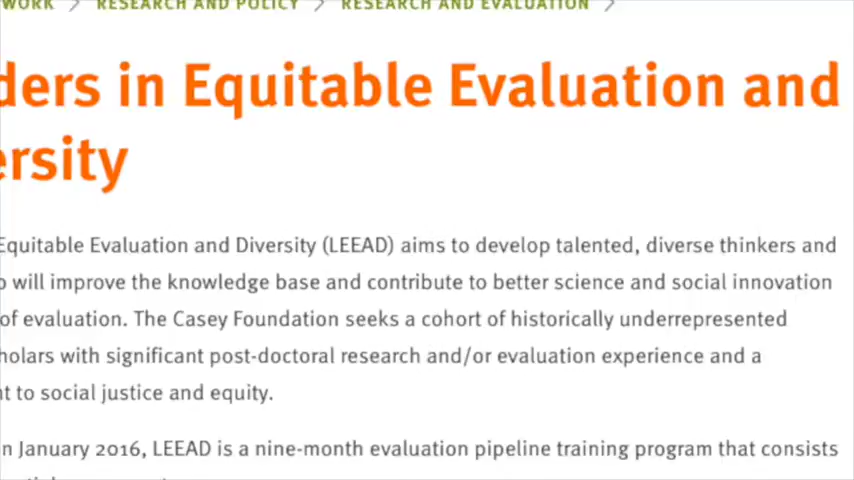 WORK > RESEARCH AND POLICY > RESEARCH AND EVALUATION >
ders in Equitable Evaluation and
ersity
Equitable Evaluation and Diversity (LEEAD) aims to develop talented, diverse thinkers and
o will improve the knowledge base and contribute to better science and social innovation
of evaluation. The Casey Foundation seeks a cohort of historically underrepresented
holars with significant post-doctoral research and/or evaluation experience and a
nt to social justice and equity.
n January 2016, LEEAD is a nine-month evaluation pipeline training program that consists